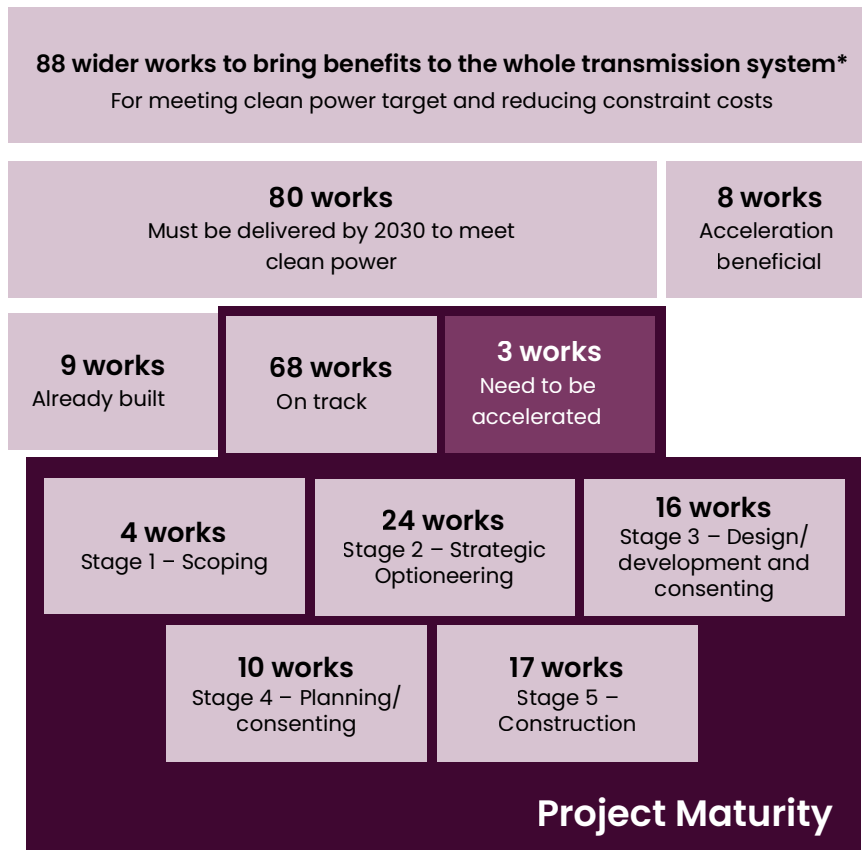 88 wider works to bring benefits to the whole transmission system*
For meeting clean power target and reducing constraint costs
80 works
Must be delivered by 2030 to meet
clean power
8 works
Acceleration
beneficial
9 works
Already built
68 works
On track
3 works
Need to be
accelerated
4 works
Stage 1 – Scoping
24 works
Stage 2 – Strategic
Optioneering
16 works
Stage 3 – Design/
development and
consenting
10 works
Stage 4 – Planning/
consenting
17 works
Stage 5 –
Construction
Project Maturity